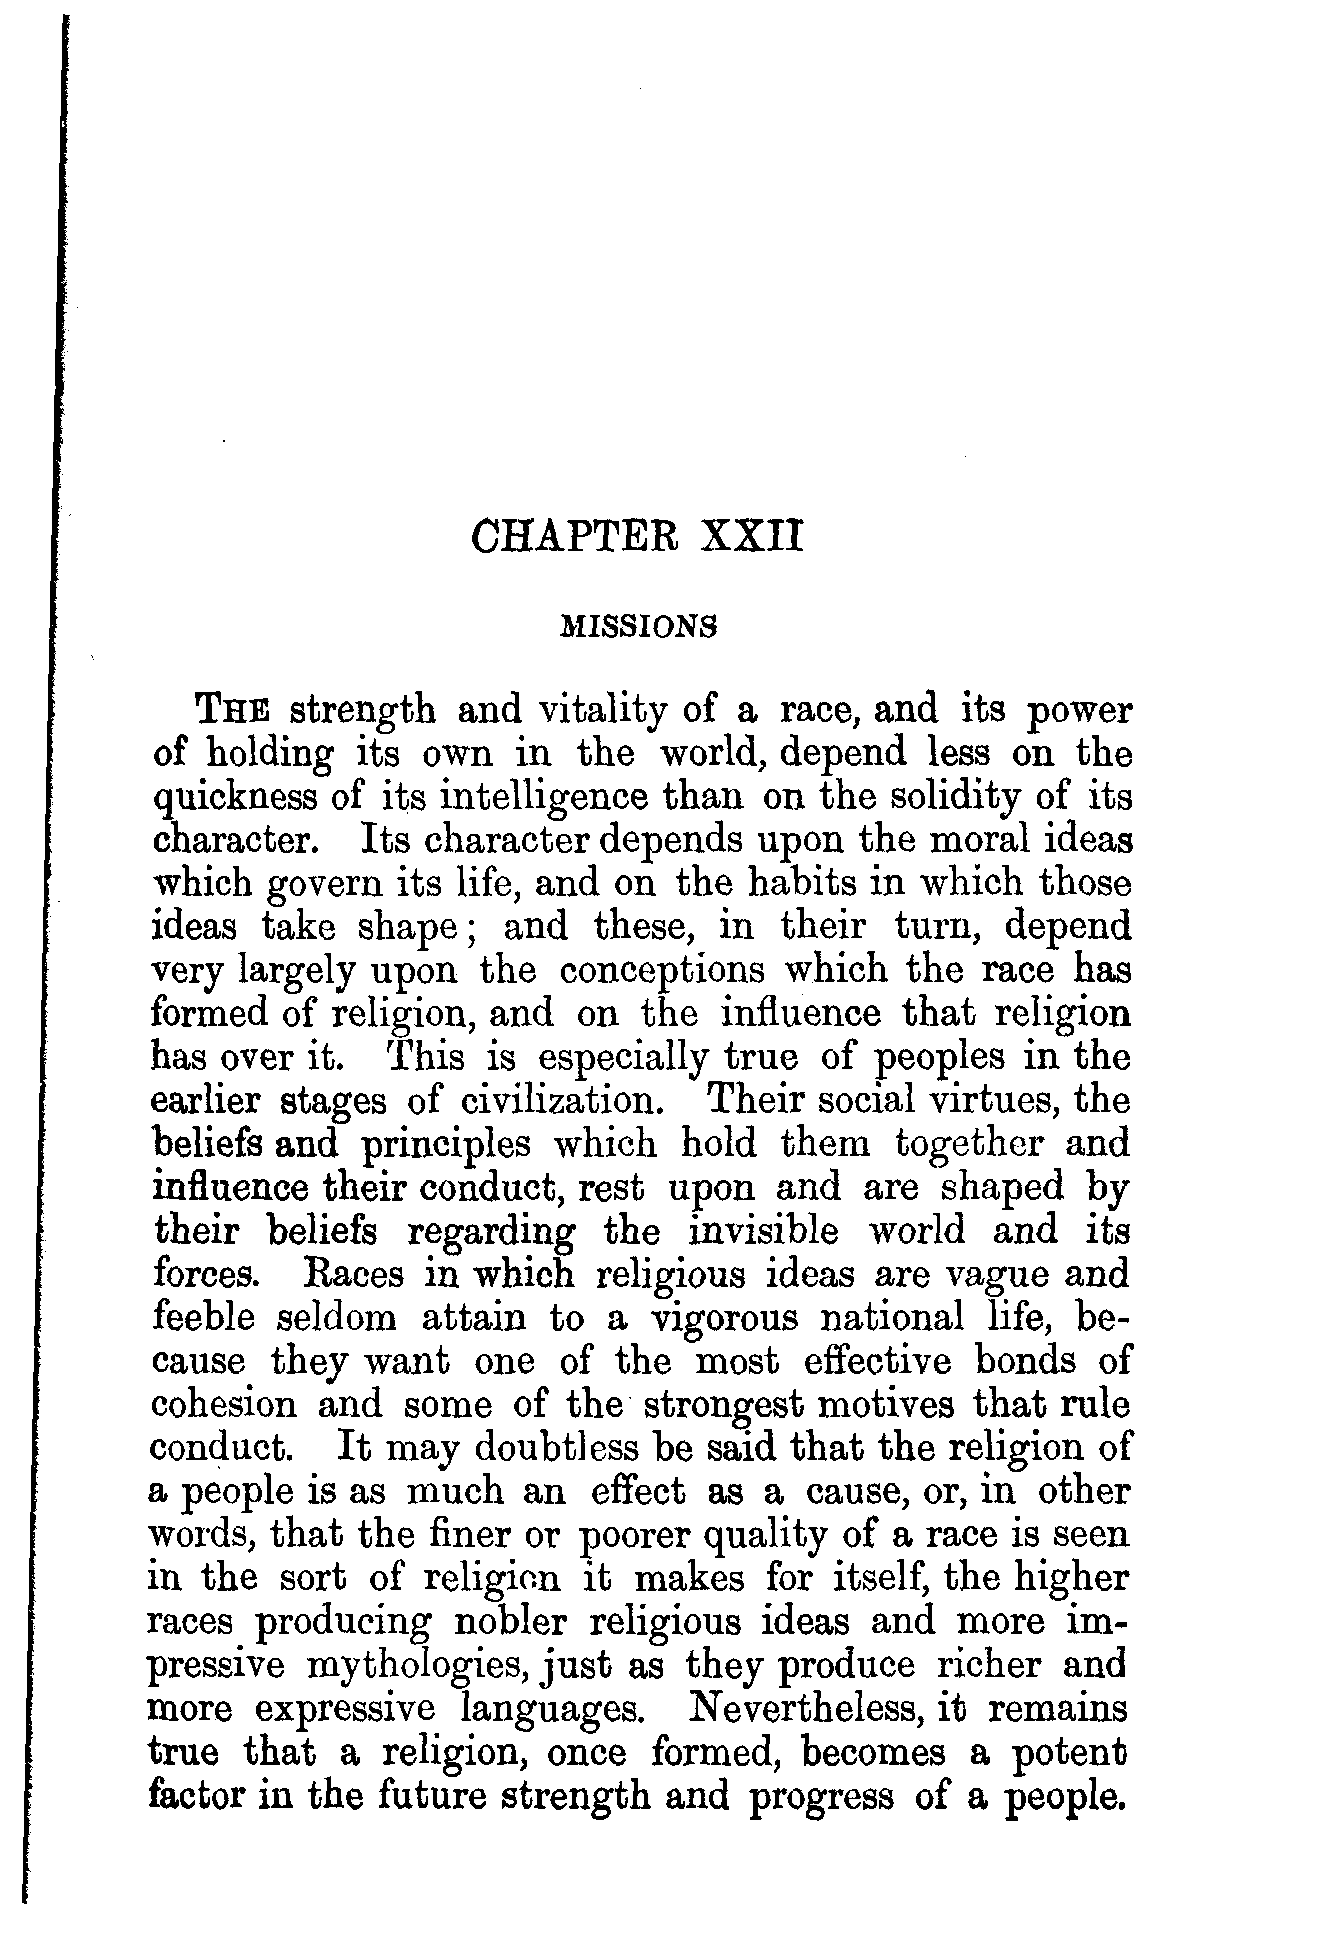 CHAPTER XXII
MISSIONS
THE strength and vitality of a race, and its power
of holding its own in the world, depend less on the
quickness of its intelligence than on the solidity of its
character. Its character depends upon the moral ideas
which govern its life, and on the habits in which those
ideas take shape; and these, in their turn, depend
very largely upon the conceptions which the race has
formed of religion, and on the influence that religion
has over it. This is especially true of peoples in the
earlier stages of civilization. Their social virtues, the
beliefs and principles which hold them together and
influence their conduct, rest upon and are shaped by
their beliefs regarding the invisible world and its
forces. Races in which religious ideas are vague and
feeble seldom attain to a vigorous national life, be-
cause they want one of the most effective bonds of
cohesion and some of the strongest motives that rule
conduct. It may doubtless be said that the religion of
a people is as much an effect as a cause, or, in other
words, that the finer or poorer quality of a race is seen
in the sort of religion it makes for itself, the higher
races producing nobler religious ideas and more im-
pressive mythologies, just as they produce richer and
more expressive languages. Nevertheless, it remains
true that a religion, once formed, becomes a potent
factor in the future strength and progress of a people.